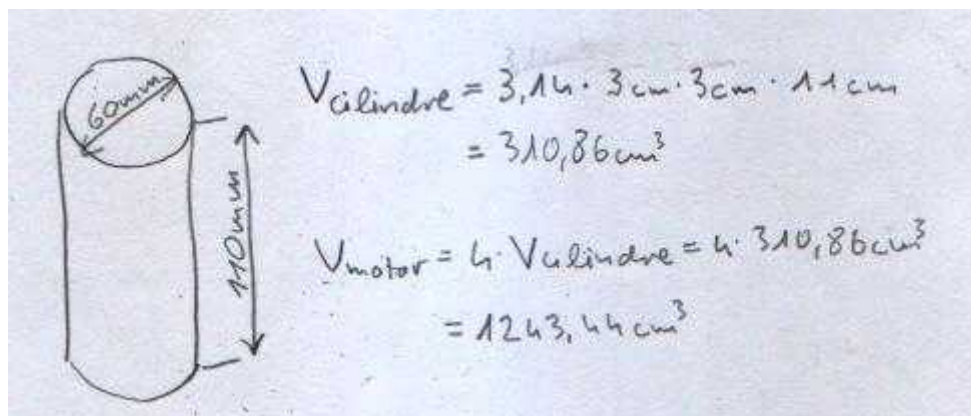 60mm
110mm
Vcilindre = 3,14 · 3cm · 3cm · 11cm
= 310,86cm³
Vmotor = 4 · Vcilindre = 4 · 310,86cm³
= 1243,44cm³